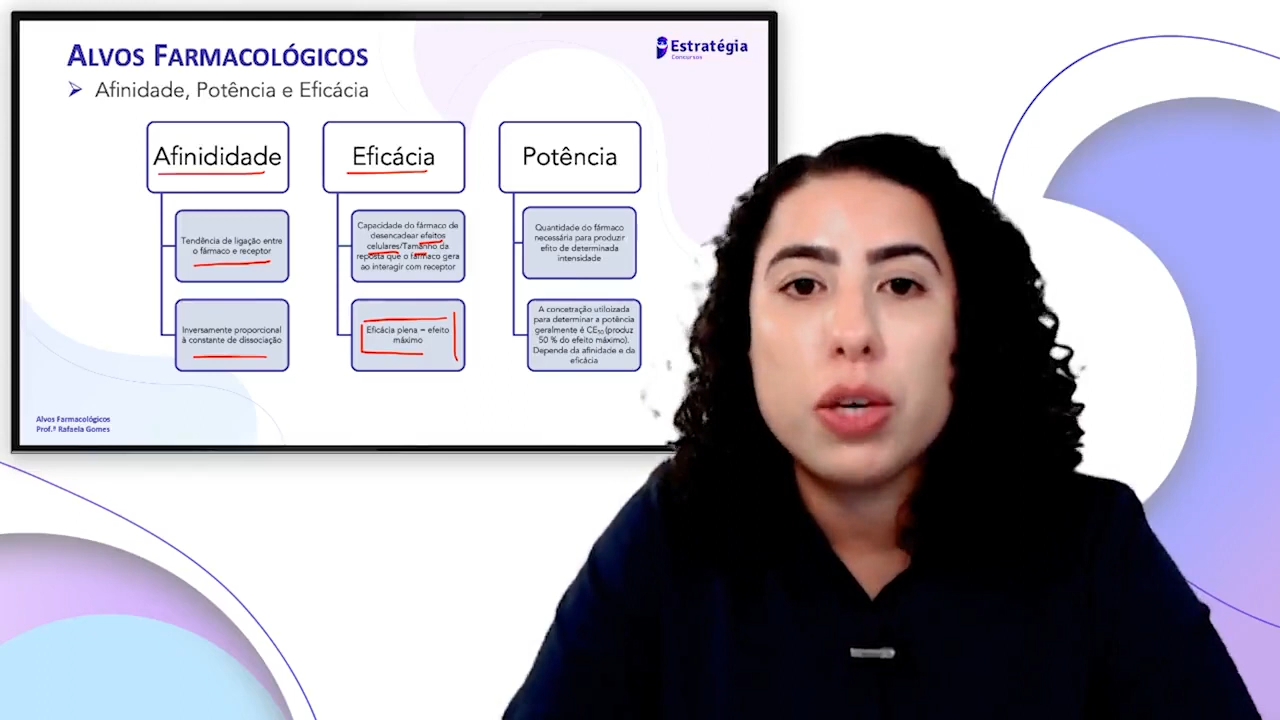 ALVOS FARMACOLÓGICOS
Estratégia
Concursos
Afinidade, Potência e Eficácia
Afinididade
Eficácia
Potência
Tendência de ligação entre
o fármaco e receptor
Inversamente proporcional
à constante de dissociação
Capacidade do fármaco de
desencadear efeitos
celulares/Tamanho da
reposta que o fármaco gera
ao interagir com receptor
Eficácia plena = efeito
máximo
Quantidade do fármaco
necessária para produzir
efito de determinada
intensidade
A concetração utiloizada
para determinar a potência
geralmente é CE50 (produz
50 % do efeito máximo).
Depende da afinidacie e da
eficácia
Alvos Farmacológicos
Prof.ª Rafaela Gomes